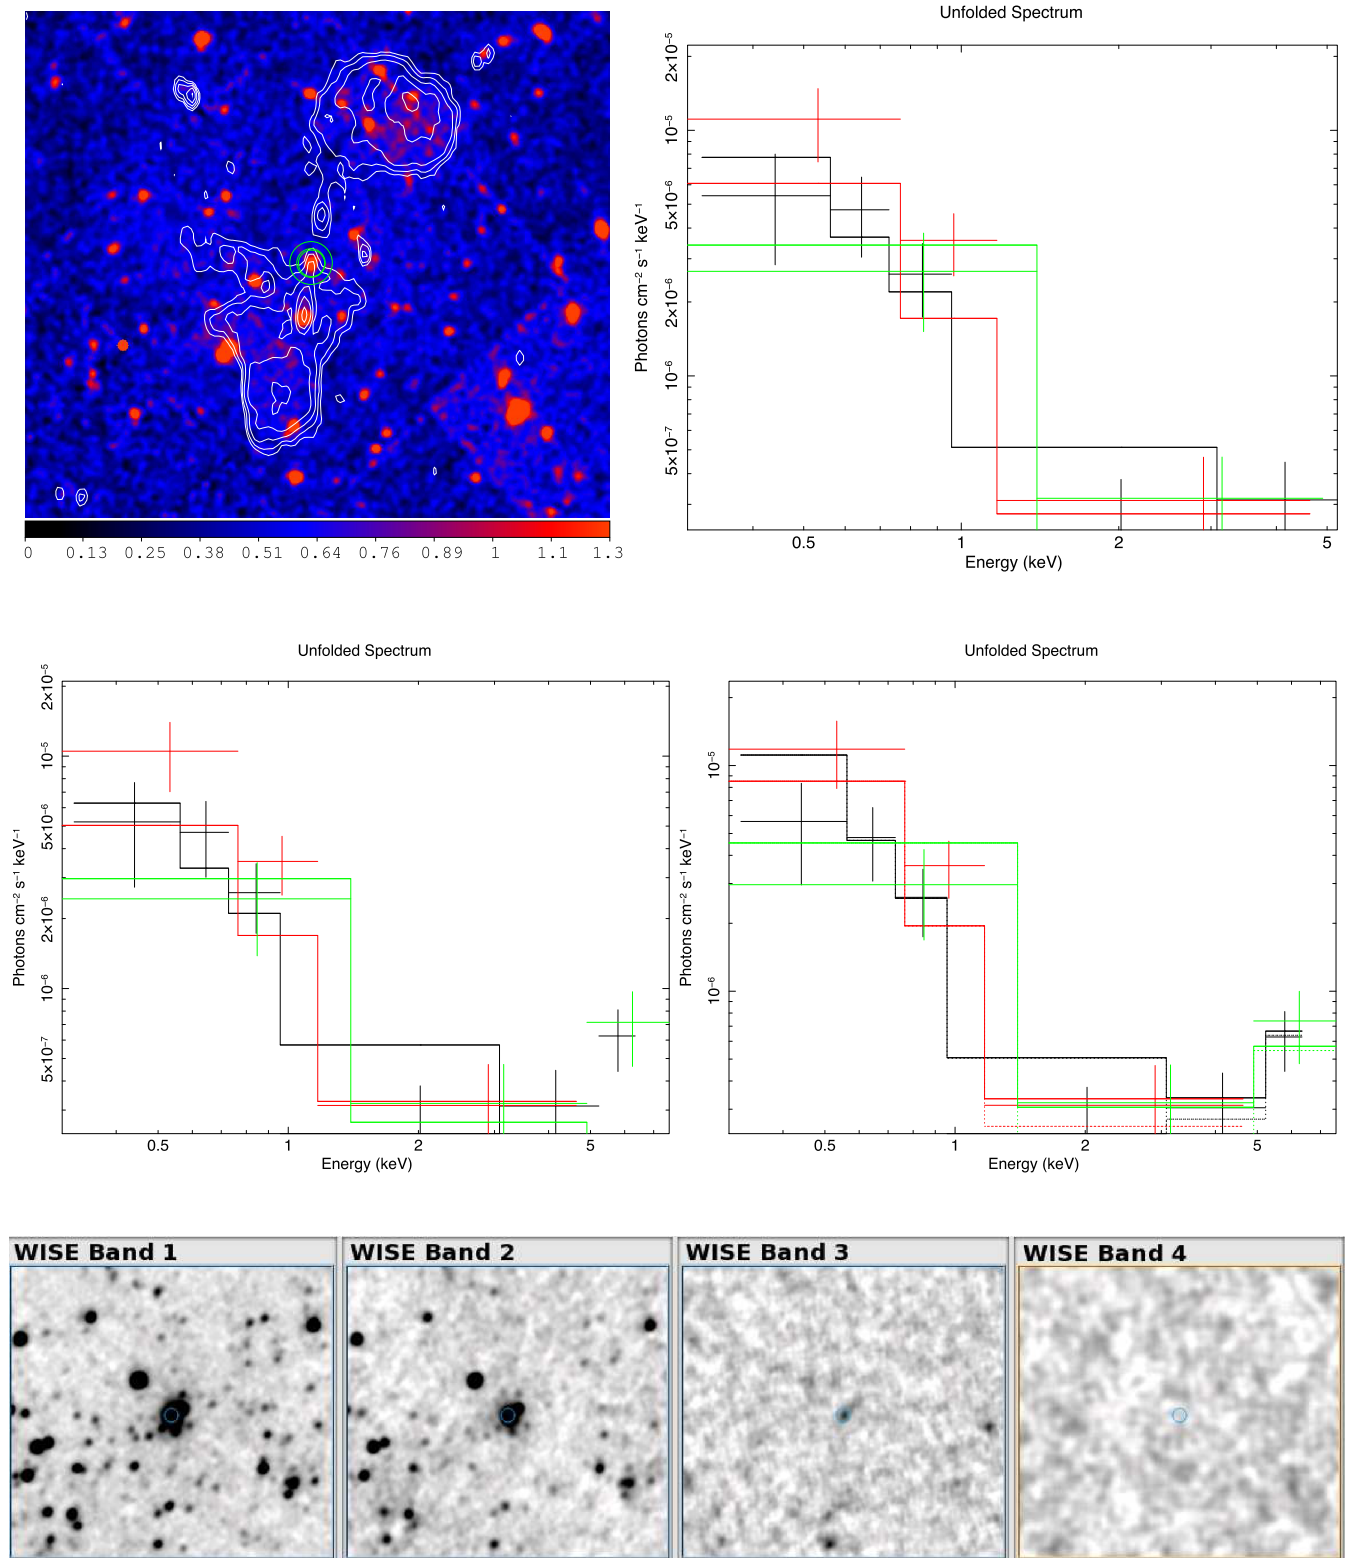 Unfolded Spectrum
2×10⁻⁵
10⁻⁵
5×10⁻⁶
2×10⁻⁶
10⁻⁶
5×10⁻⁷
Photons cm⁻² s⁻¹ keV⁻¹
0.5 1 2 5
Energy (keV)
0 0.13 0.25 0.38 0.51 0.64 0.76 0.89 1 1.1 1.3
Unfolded Spectrum
2×10⁻⁵
10⁻⁵
5×10⁻⁶
2×10⁻⁶
10⁻⁶
5×10⁻⁷
Photons cm⁻² s⁻¹ keV⁻¹
0.5 1 2 5
Energy (keV)
Unfolded Spectrum
10⁻⁵
10⁻⁶
Photons cm⁻² s⁻¹ keV⁻¹
0.5 1 2 5
Energy (keV)
WISE Band 1
WISE Band 2
WISE Band 3
WISE Band 4